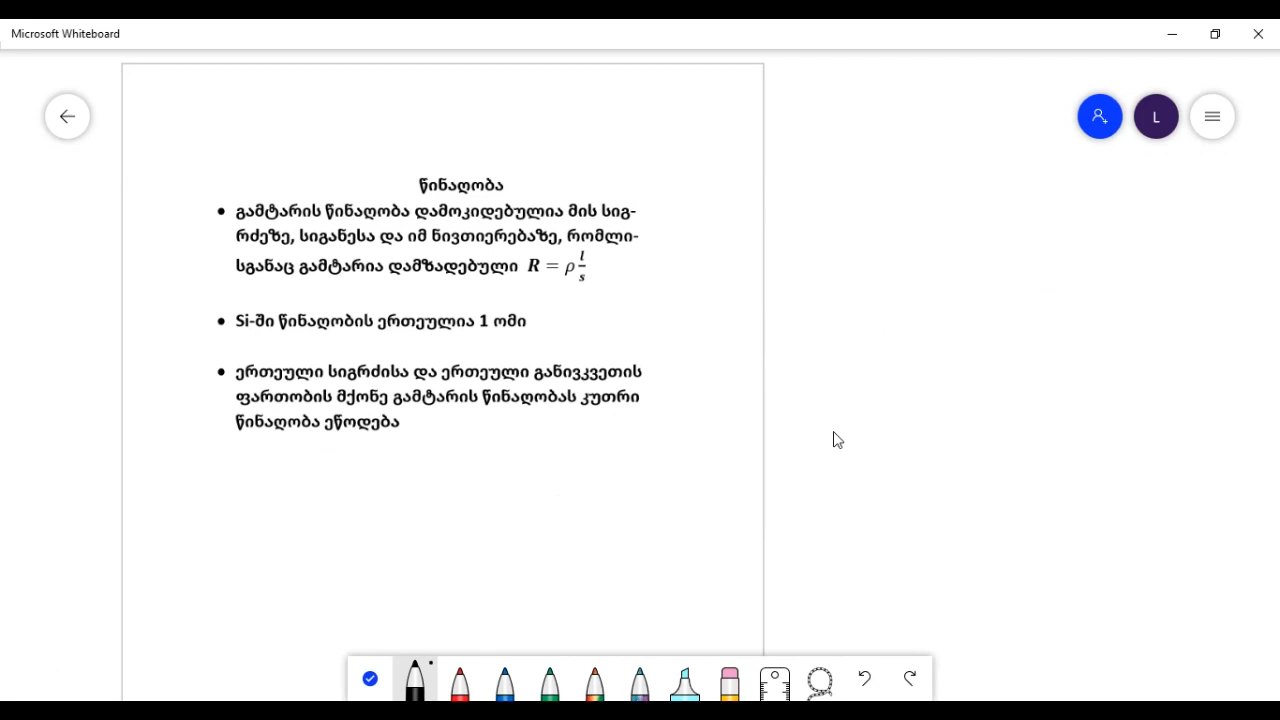 Microsoft Whiteboard
L
წინაღობა
• გამტარის წინაღობა დამოკიდებულია მის სიგ-
რძეზე, სიგანესა და იმ ნივთიერებაზე, რომლი-
სგანაც გამტარია დამზადებული R = ρ l/s
• Si-ში წინაღობის ერთეულია 1 ომი
• ერთეული სიგრძისა და ერთეული განივკვეთის
ფართობის მქონე გამტარის წინაღობას კუთრი
წინაღობა ეწოდება